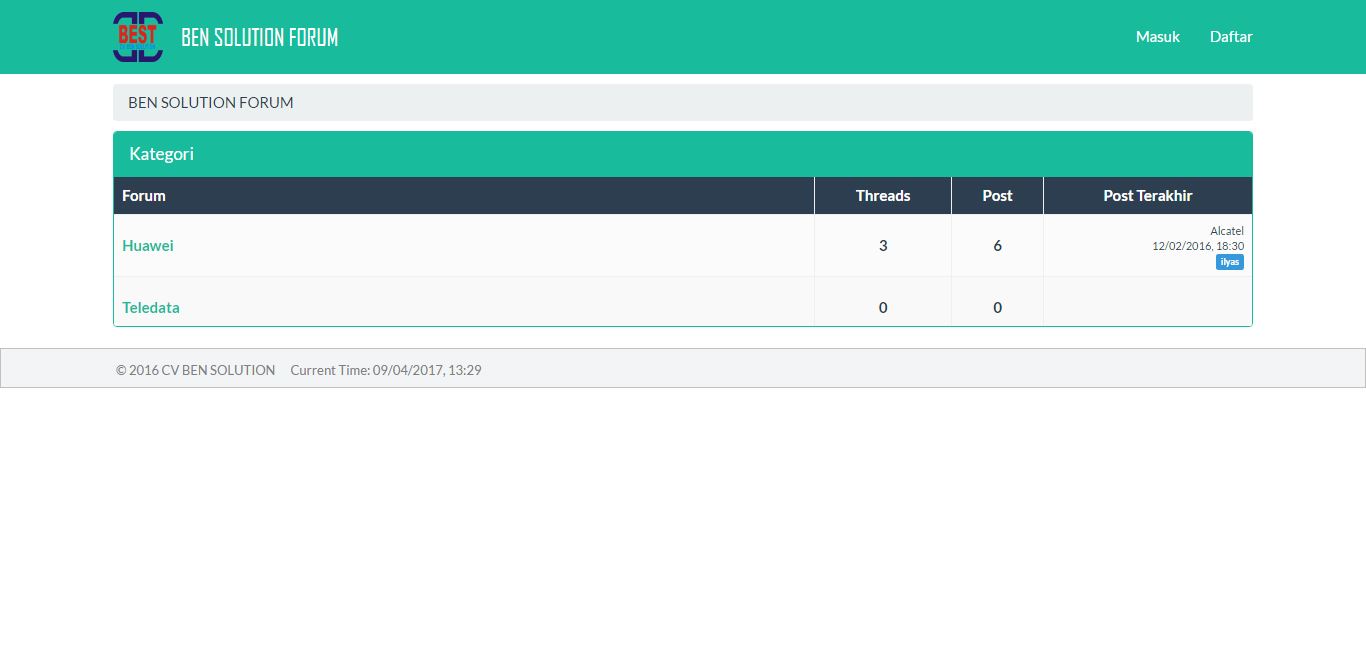 BEST
BEN SOLUTION FORUM
Masuk
Daftar
BEN SOLUTION FORUM
Kategori
Forum Threads Post Post Terakhir
Huawei 3 6
Alcatel
12/02/2016, 18:30
ilyas
Teledata 0 0
© 2016 CV BEN SOLUTION Current Time: 09/04/2017, 13:29